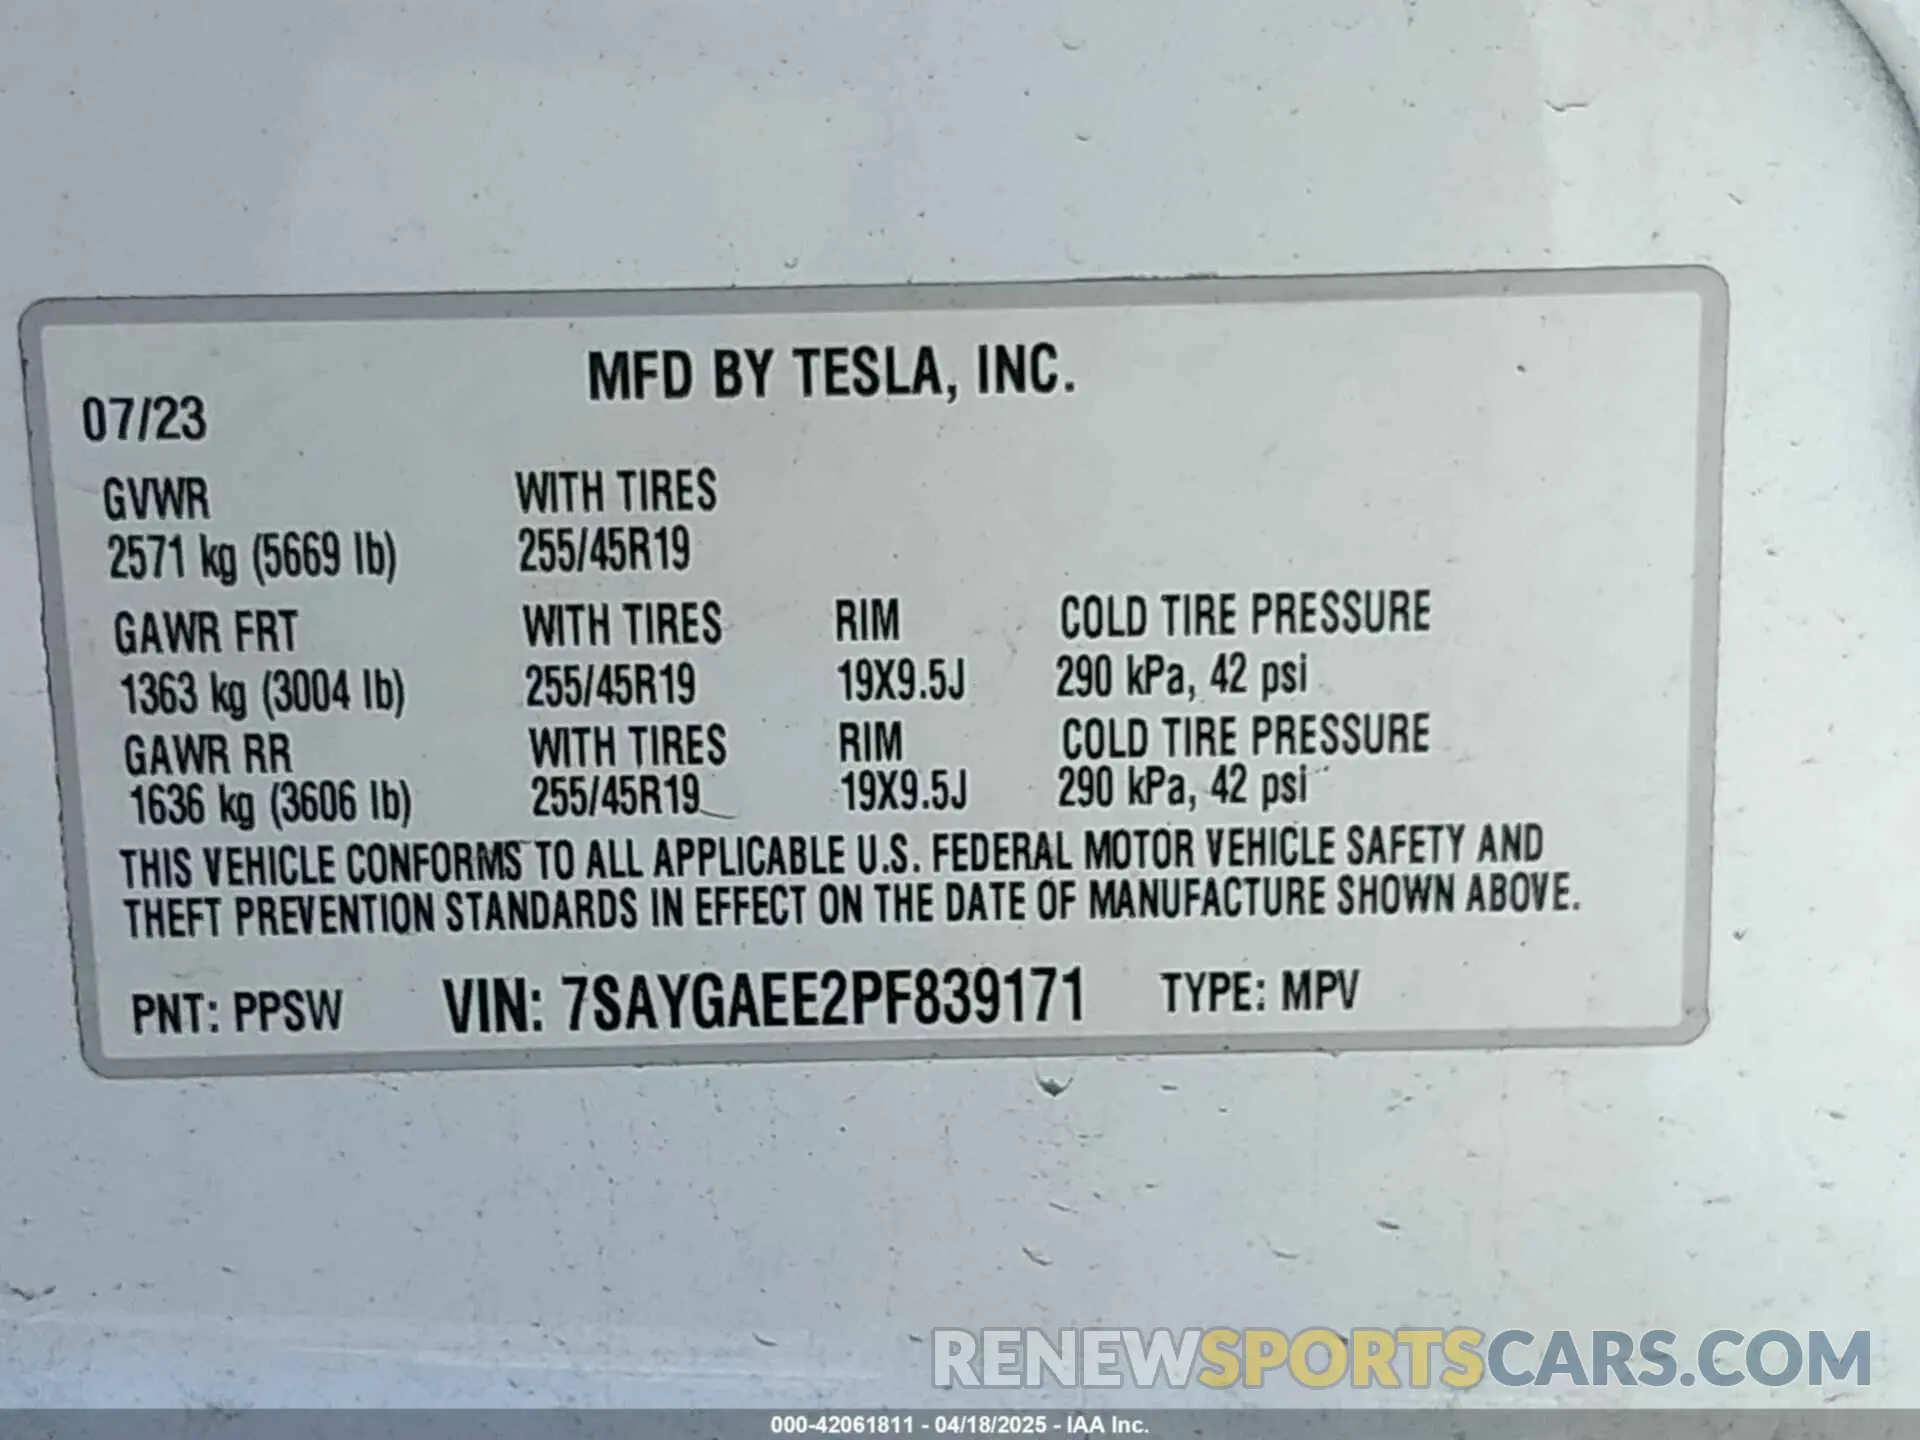 MFD BY TESLA, INC.
07/23
GVWR WITH TIRES
2571 kg (5669 lb) 255/45R19
GAWR FRT WITH TIRES RIM COLD TIRE PRESSURE
1363 kg (3004 lb) 255/45R19 19X9.5J 290 kPa, 42 psi
GAWR RR WITH TIRES RIM COLD TIRE PRESSURE
1636 kg (3606 lb) 255/45R19 19X9.5J 290 kPa, 42 psi
THIS VEHICLE CONFORMS TO ALL APPLICABLE U.S. FEDERAL MOTOR VEHICLE SAFETY AND
THEFT PREVENTION STANDARDS IN EFFECT ON THE DATE OF MANUFACTURE SHOWN ABOVE.
PNT: PPSW VIN: 7SAYGAEE2PF839171 TYPE: MPV
RENEWSPORTSCARS.COM
000-42061811 - 04/18/2025 - IAA Inc.